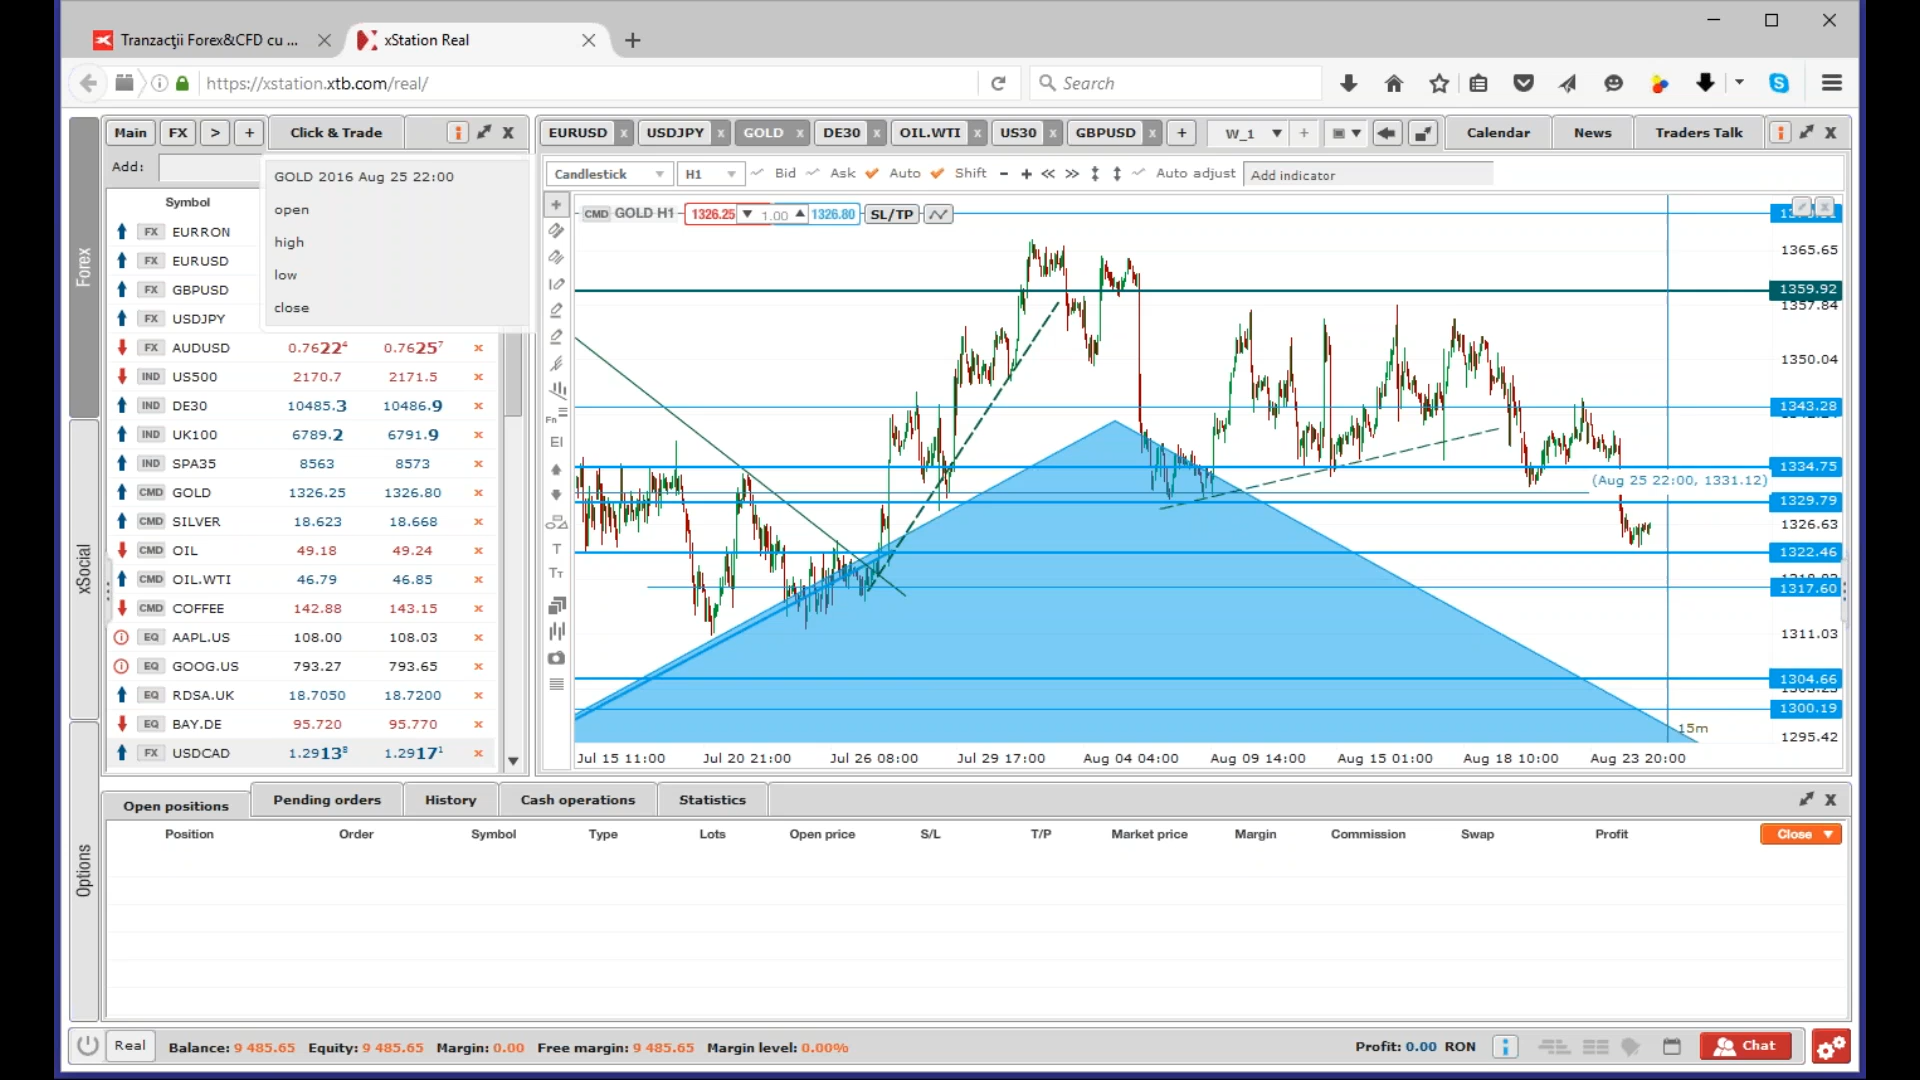 Tranzacţii Forex&CFD cu ...
xStation Real
https://xstation.xtb.com/real/
Search
Main FX > + Click & Trade
Add:
GOLD 2016 Aug 25 22:00
open
high
low
close
Symbol
FX EURRON
FX EURUSD
FX GBPUSD
FX USDJPY
FX AUDUSD 0.7622⁴ 0.7625⁷ x
IND US500 2170.7 2171.5 x
IND DE30 10485.3 10486.9 x
IND UK100 6789.2 6791.9 x
IND SPA35 8563 8573 x
CMD GOLD 1326.25 1326.80 x
CMD SILVER 18.623 18.668 x
CMD OIL 49.18 49.24 x
CMD OIL.WTI 46.79 46.85 x
CMD COFFEE 142.88 143.15 x
EQ AAPL.US 108.00 108.03 x
EQ GOOG.US 793.27 793.65 x
EQ RDSA.UK 18.7050 18.7200 x
EQ BAY.DE 95.720 95.770 x
FX USDCAD 1.2913⁸ 1.2917¹ x
Forex
xSocial
Options
EURUSD x USDJPY x GOLD x DE30 x OIL.WTI x US30 x GBPUSD x + W_1 + Calendar News Traders Talk
Candlestick H1 Bid Ask Auto Shift - + << >> Auto adjust Add indicator
CMD GOLD H1 1326.25 1.00 1326.80 SL/TP
Fn
EI
T
TT
1365.65
1359.92
1357.84
1350.04
1343.28
1334.75
(Aug 25 22:00, 1331.12)
1329.79
1326.63
1322.46
1317.60
1311.03
1304.66
1300.19
15m
1295.42
Jul 15 11:00 Jul 20 21:00 Jul 26 08:00 Jul 29 17:00 Aug 04 04:00 Aug 09 14:00 Aug 15 01:00 Aug 18 10:00 Aug 23 20:00
Open positions Pending orders History Cash operations Statistics
Position Order Symbol Type Lots Open price S/L T/P Market price Margin Commission Swap Profit Close
Real Balance: 9 485.65 Equity: 9 485.65 Margin: 0.00 Free margin: 9 485.65 Margin level: 0.00% Profit: 0.00 RON Chat